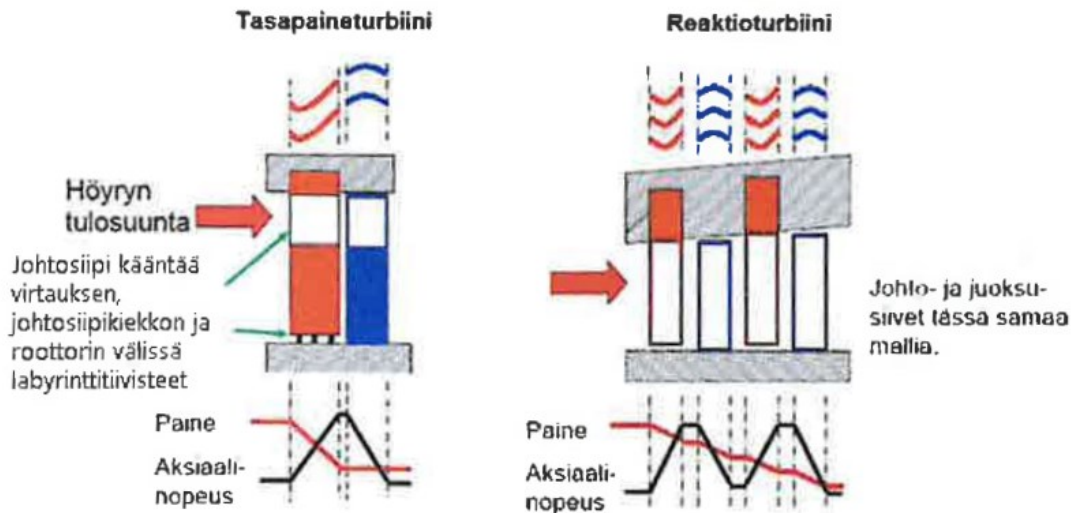 Tasapaineturbiini
Reaktioturbiini
Höyryn
tulosuunta
Johtosiipi kääntää
virtauksen,
johtosiipikiekkon ja
roottorin välissä
labyrinttitiivisteet
Johto- ja juoksu-
siivet tässä samaa
mallia.
Paine
Aksiaali-
nopeus
Paine
Aksiaali-
nopeus